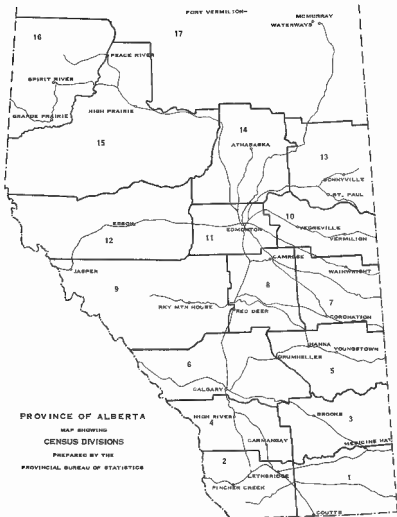 FORT VERMILION
McMURRAY
WATERWAYS
17
16
PEACE RIVER
SPIRIT RIVER
GRANDE PRAIRIE
HIGH PRAIRIE
15
14
ATHABASKA
13
BONNYVILLE
ST. PAUL
10
EDSON
EDMONTON
VEGREVILLE
VERMILION
12
11
JASPER
CAMROSE
WAINWRIGHT
9
8
7
RKY MTN HOUSE
RED DEER
CORONATION
HANNA
YOUNGSTOWN
DRUMHELLER
5
6
CALGARY
HIGH RIVER
4
BROOKS
3
CARMANGAY
MEDICINE HAT
2
LETHBRIDGE
1
PINCHER CREEK
COUTTS
PROVINCE OF ALBERTA
MAP SHOWING
CENSUS DIVISIONS
PREPARED BY THE
PROVINCIAL BUREAU OF STATISTICS